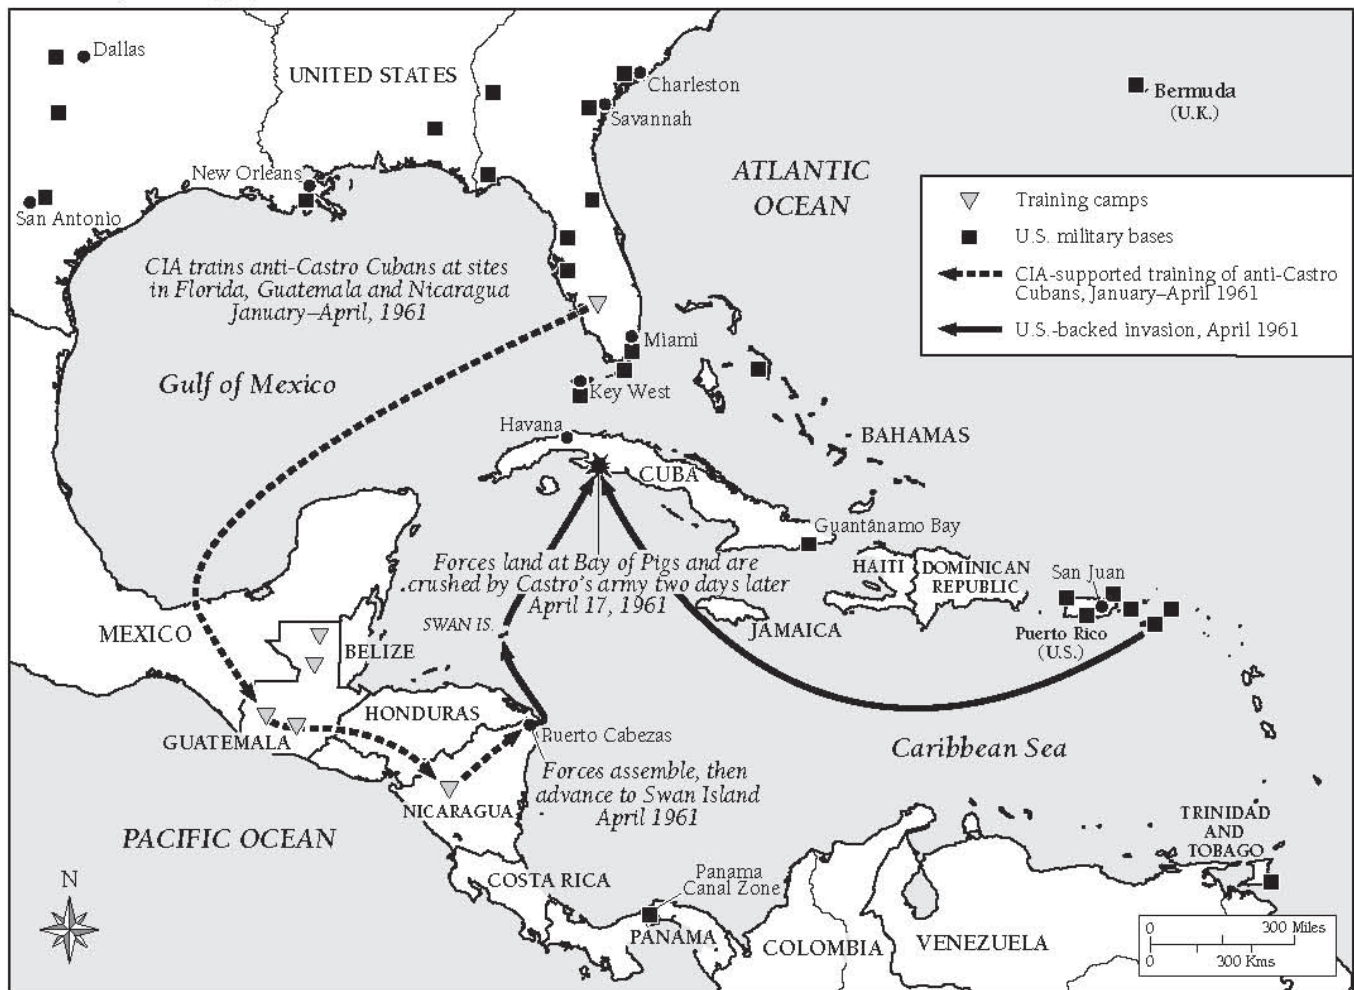 Dallas
UNITED STATES
Charleston
Savannah
Bermuda
(U.K.)
New Orleans
San Antonio
ATLANTIC
OCEAN
Training camps
U.S. military bases
CIA-supported training of anti-Castro
Cubans, January–April 1961
U.S.-backed invasion, April 1961
CIA trains anti-Castro Cubans at sites
in Florida, Guatemala and Nicaragua
January–April, 1961
Miami
Gulf of Mexico
Key West
Havana
BAHAMAS
CUBA
Guantánamo Bay
Forces land at Bay of Pigs and are
crushed by Castro's army two days later
April 17, 1961
HAITI
DOMINICAN
REPUBLIC
San Juan
SWAN IS.
MEXICO
BELIZE
JAMAICA
Puerto Rico
(U.S.)
HONDURAS
GUATEMALA
Puerto Cabezas
Caribbean Sea
Forces assemble, then
advance to Swan Island
April 1961
NICARAGUA
PACIFIC OCEAN
TRINIDAD
AND
TOBAGO
N
COSTA RICA
Panama
Canal Zone
PANAMA
COLOMBIA
VENEZUELA
0 300 Miles
0 300 Kms